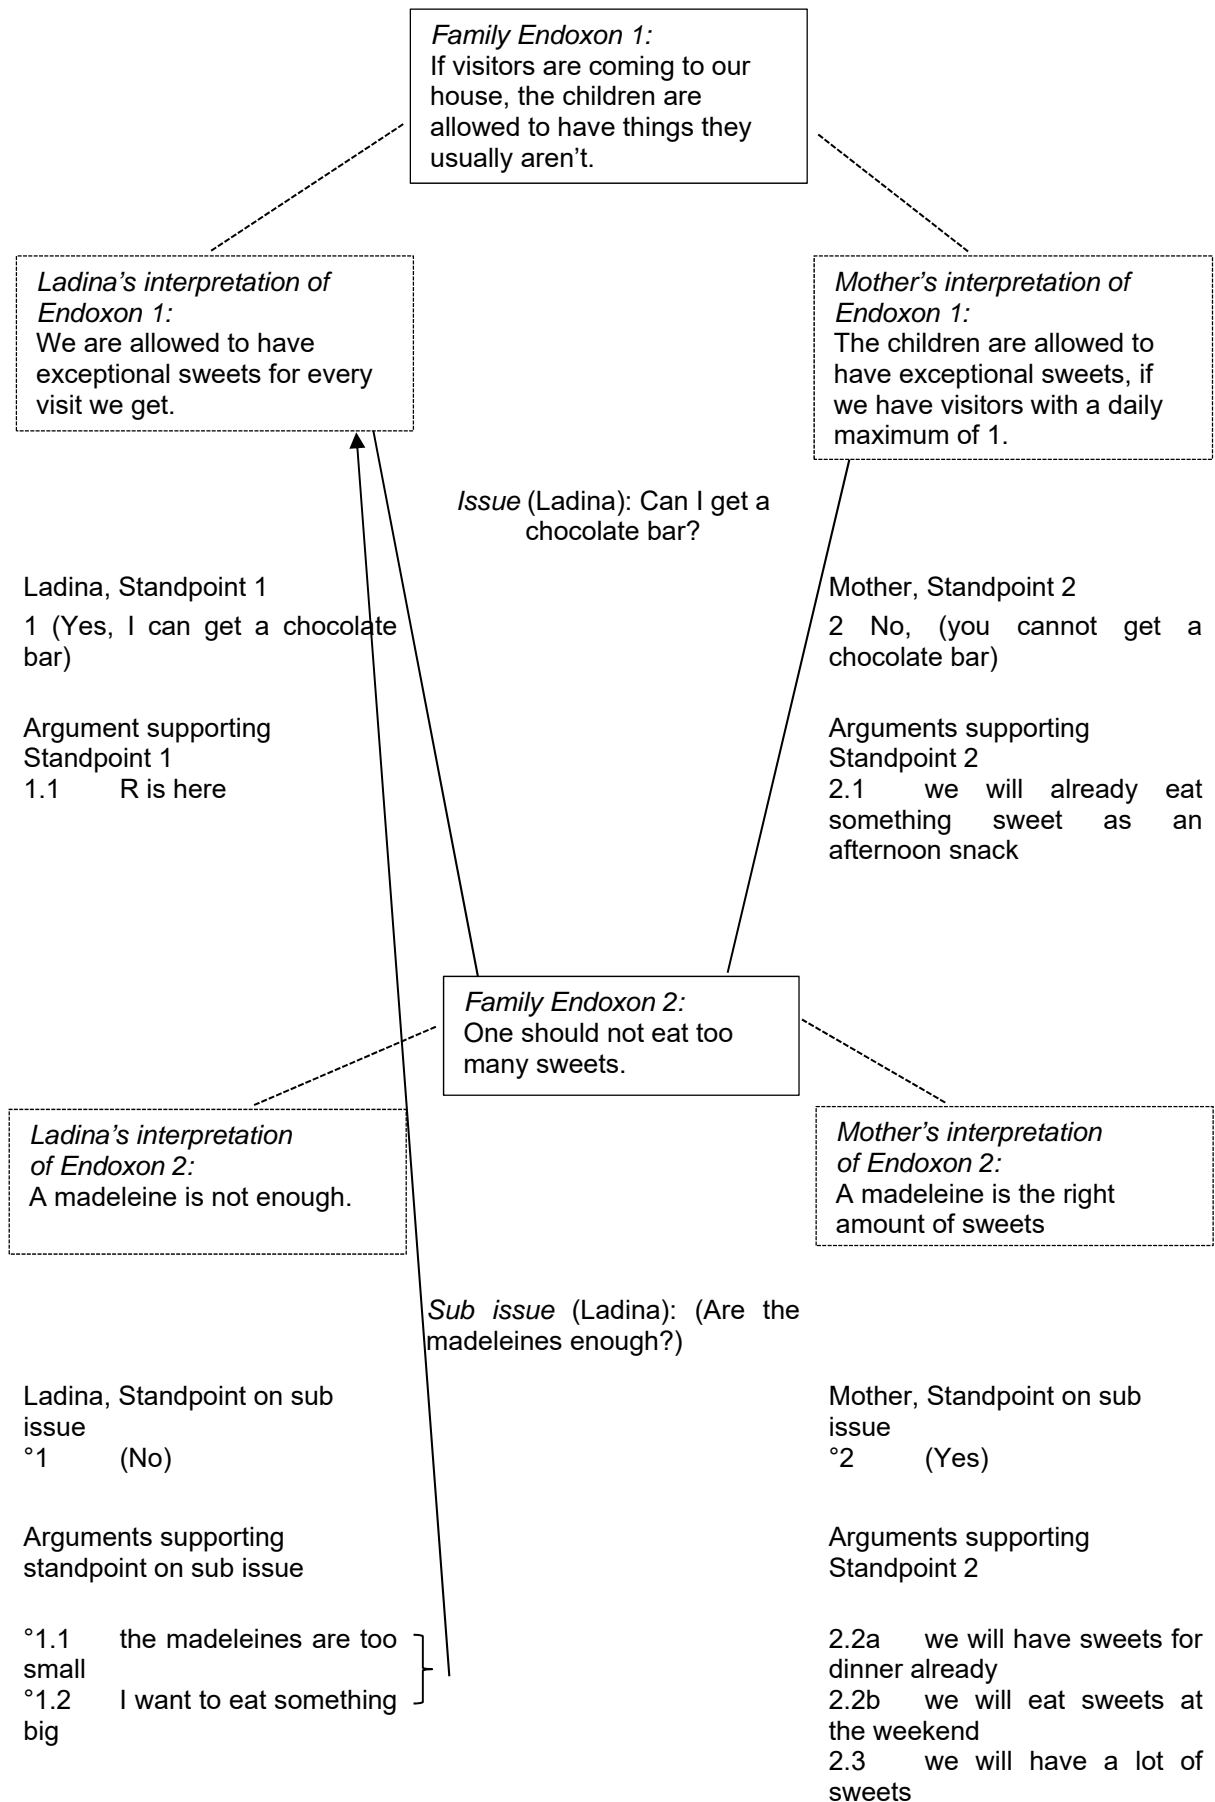 Family Endoxon 1:
If visitors are coming to our
house, the children are
allowed to have things they
usually aren't.
Ladina's interpretation of
Endoxon 1:
We are allowed to have
exceptional sweets for every
visit we get.
Mother's interpretation of
Endoxon 1:
The children are allowed to
have exceptional sweets, if
we have visitors with a daily
maximum of 1.
Issue (Ladina): Can I get a
chocolate bar?
Ladina, Standpoint 1
1 (Yes, I can get a chocolate
bar)
Argument supporting
Standpoint 1
1.1 R is here
Mother, Standpoint 2
2 No, (you cannot get a
chocolate bar)
Arguments supporting
Standpoint 2
2.1 we will already eat
something sweet as an
afternoon snack
Family Endoxon 2:
One should not eat too
many sweets.
Ladina's interpretation
of Endoxon 2:
A madeleine is not enough.
Mother's interpretation
of Endoxon 2:
A madeleine is the right
amount of sweets
Sub issue (Ladina): (Are the
madeleines enough?)
Ladina, Standpoint on sub
issue
°1 (No)
Arguments supporting
standpoint on sub issue
°1.1 the madeleines are too
small
°1.2 I want to eat something
big
Mother, Standpoint on sub
issue
°2 (Yes)
Arguments supporting
Standpoint 2
2.2a we will have sweets for
dinner already
2.2b we will eat sweets at
the weekend
2.3 we will have a lot of
sweets